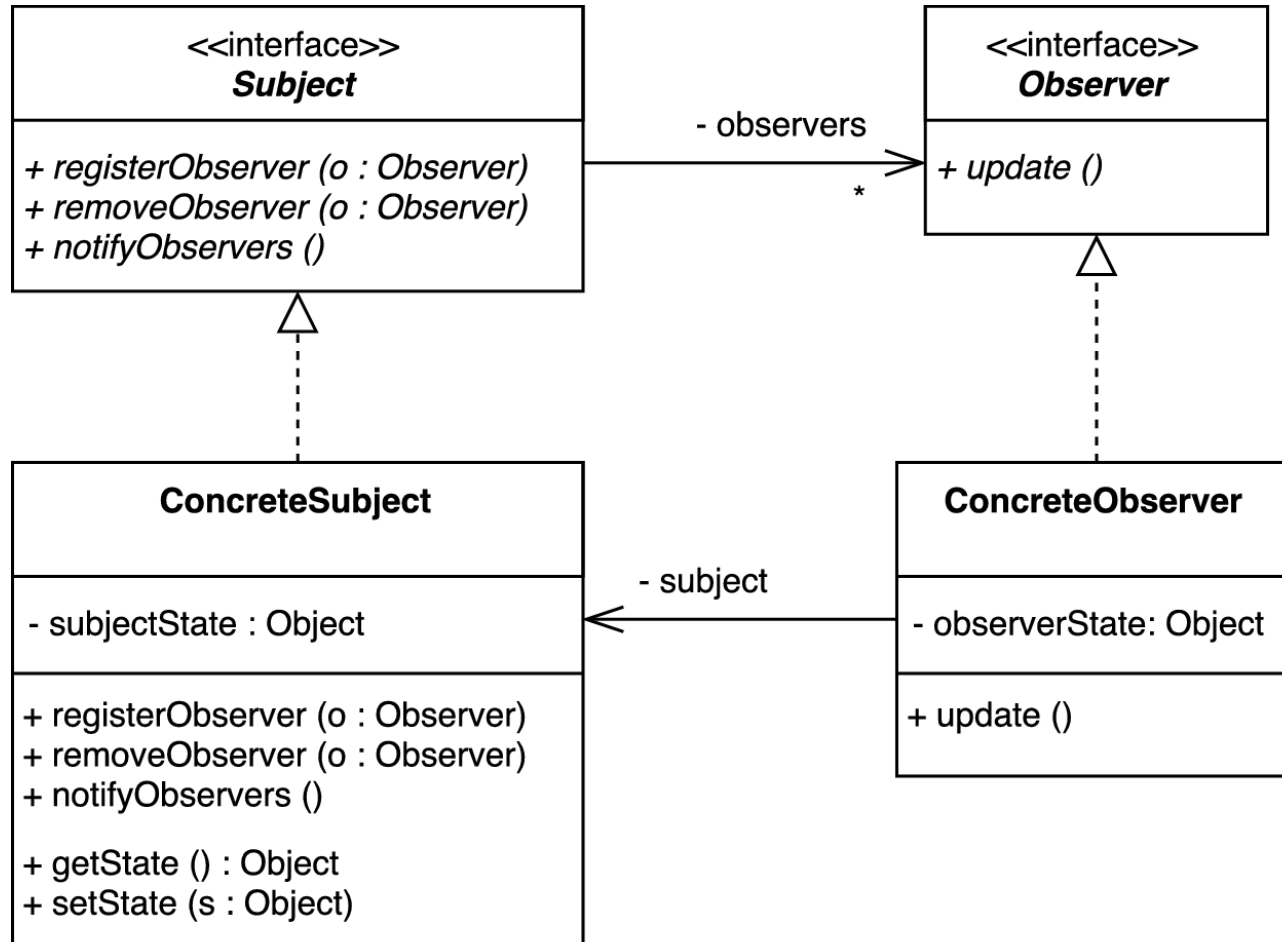 <<interface>>
Subject
+ registerObserver (o : Observer)
+ removeObserver (o : Observer)
+ notifyObservers ()
- observers
*
<<interface>>
Observer
+ update ()
ConcreteSubject
- subjectState : Object
+ registerObserver (o : Observer)
+ removeObserver (o : Observer)
+ notifyObservers ()
+ getState () : Object
+ setState (s : Object)
- subject
ConcreteObserver
- observerState: Object
+ update ()